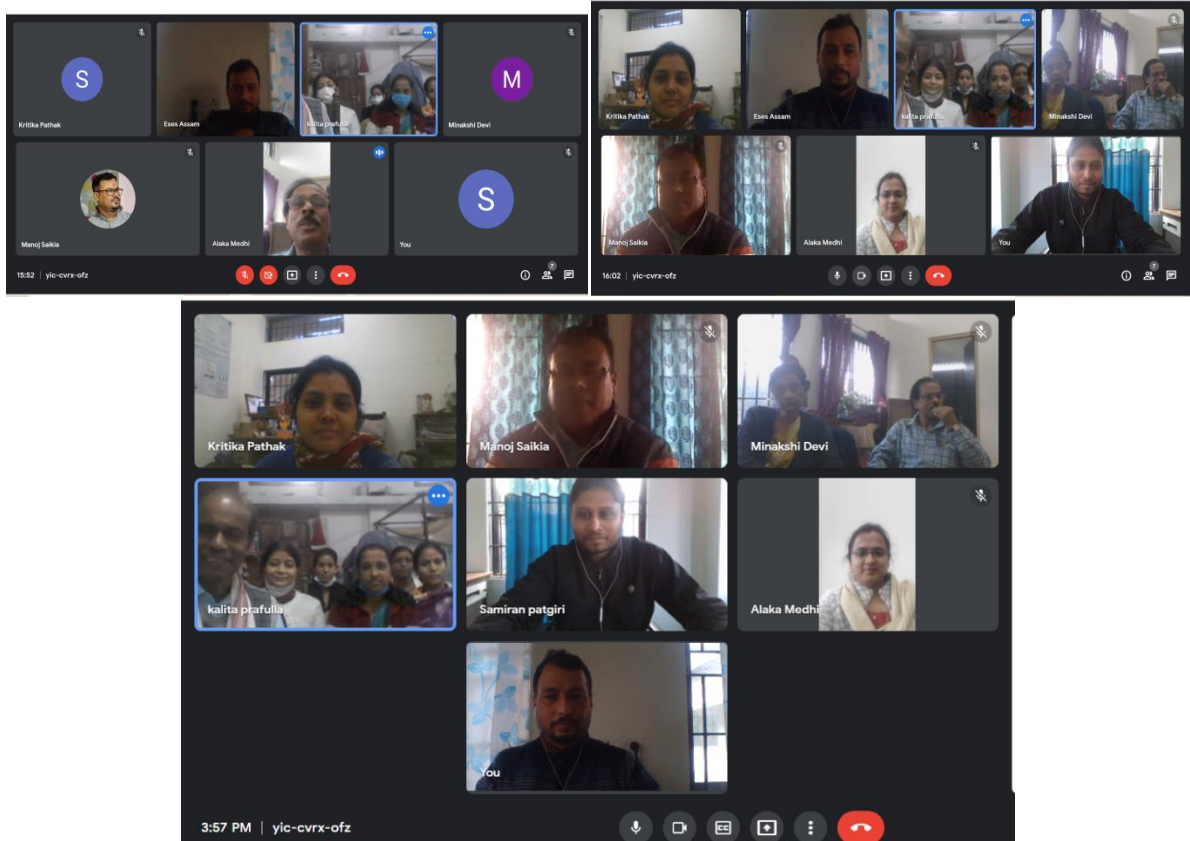 S
Kritika Pathak
Eses Assam
kalita prafulla
M
Minakshi Devi
Manoj Saikia
Alaka Medhi
S
You
15:52 | yic-cvrx-ofz
7
Kritika Pathak
Eses Assam
kalita prafulla
Minakshi Devi
Manoj Saikia
Alaka Medhi
You
16:02 | yic-cvrx-ofz
7
Kritika Pathak
Manoj Saikia
Minakshi Devi
kalita prafulla
Samiran patgiri
Alaka Medhi
You
3:57 PM | yic-cvrx-ofz
CC